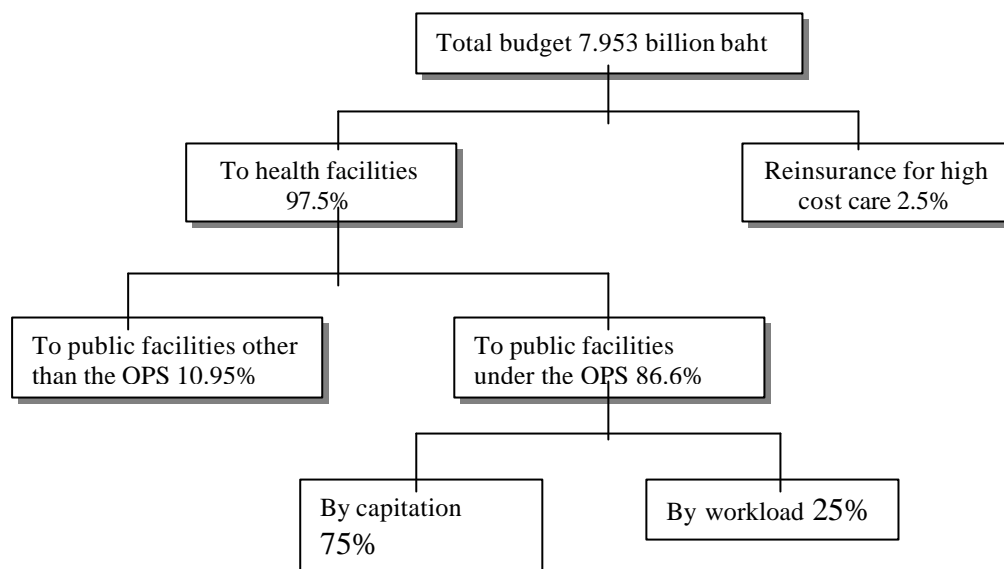 Total budget 7.953 billion baht
To health facilities
97.5%
Reinsurance for high
cost care 2.5%
To public facilities other
than the OPS 10.95%
To public facilities
under the OPS 86.6%
By capitation
75%
By workload 25%